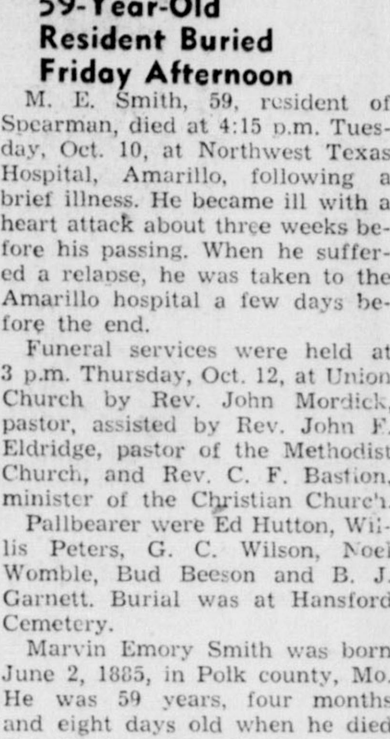 59-Year-Old
Resident Buried
Friday Afternoon
M. E. Smith, 59, resident of
Spearman, died at 4:15 p.m. Tues-
day, Oct. 10, at Northwest Texas
Hospital, Amarillo, following a
brief illness. He became ill with a
heart attack about three weeks be-
fore his passing. When he suffer-
ed a relapse, he was taken to the
Amarillo hospital a few days be-
fore the end.
Funeral services were held at
3 p.m. Thursday, Oct. 12, at Union
Church by Rev. John Mordick,
pastor, assisted by Rev. John F.
Eldridge, pastor of the Methodist
Church, and Rev. C. F. Bastion,
minister of the Christian Church.
Pallbearer were Ed Hutton, Wil-
lis Peters, G. C. Wilson, Noel
Womble, Bud Beeson and B. J.
Garnett. Burial was at Hansford
Cemetery.
Marvin Emory Smith was born
June 2, 1885, in Polk county, Mo.
He was 59 years, four months
and eight days old when he died